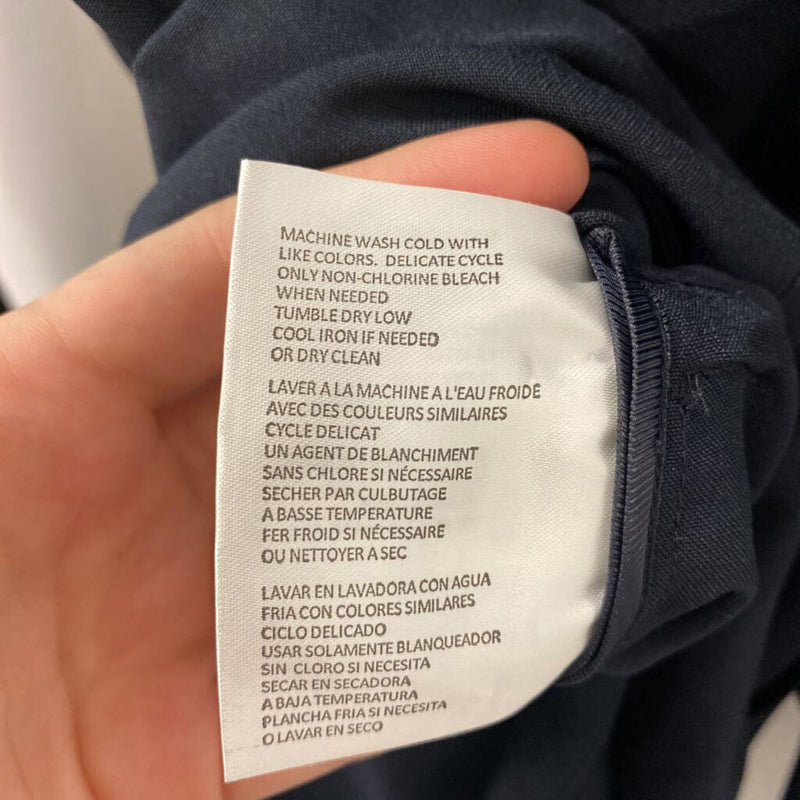 MACHINE WASH COLD WITH
LIKE COLORS. DELICATE CYCLE
ONLY NON-CHLORINE BLEACH
WHEN NEEDED
TUMBLE DRY LOW
COOL IRON IF NEEDED
OR DRY CLEAN
LAVER A LA MACHINE A L'EAU FROIDE
AVEC DES COULEURS SIMILAIRES
CYCLE DELICAT
UN AGENT DE BLANCHIMENT
SANS CHLORE SI NÉCESSAIRE
SECHER PAR CULBUTAGE
A BASSE TEMPERATURE
FER FROID SI NÉCESSAIRE
OU NETTOYER A SEC
LAVAR EN LAVADORA CON AGUA
FRIA CON COLORES SIMILARES
CICLO DELICADO
USAR SOLAMENTE BLANQUEADOR
SIN CLORO SI NECESITA
SECAR EN SECADORA
A BAJA TEMPERATURA
PLANCHA FRIA SI NECESITA
O LAVAR EN SECO